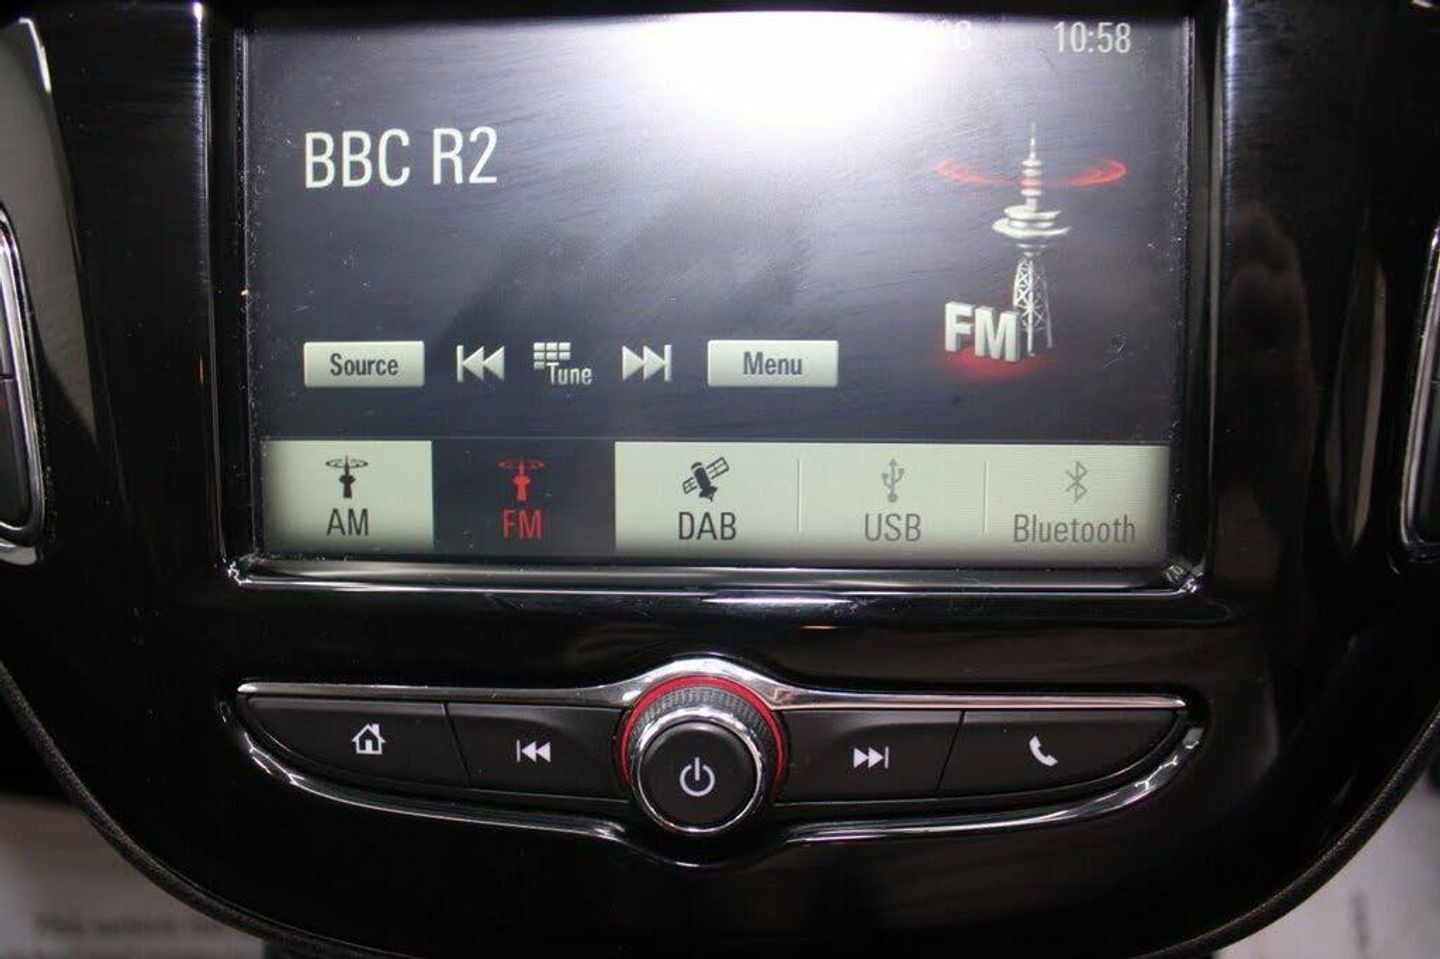 10:58
BBC R2
FM
Source
Tune
Menu
AM
FM
DAB
USB
Bluetooth